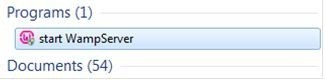 Programs (1)
start WampServer
Documents (54)